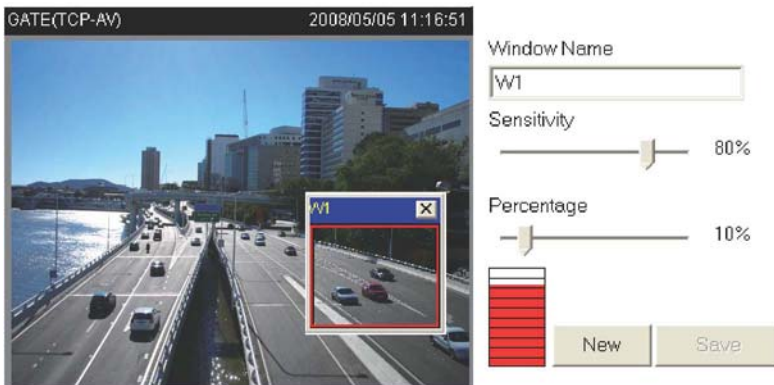 GATE(TCP-AV) 2008/05/05 11:16:51
Window Name
W1
Sensitivity
80%
W1
Percentage
10%
New Save